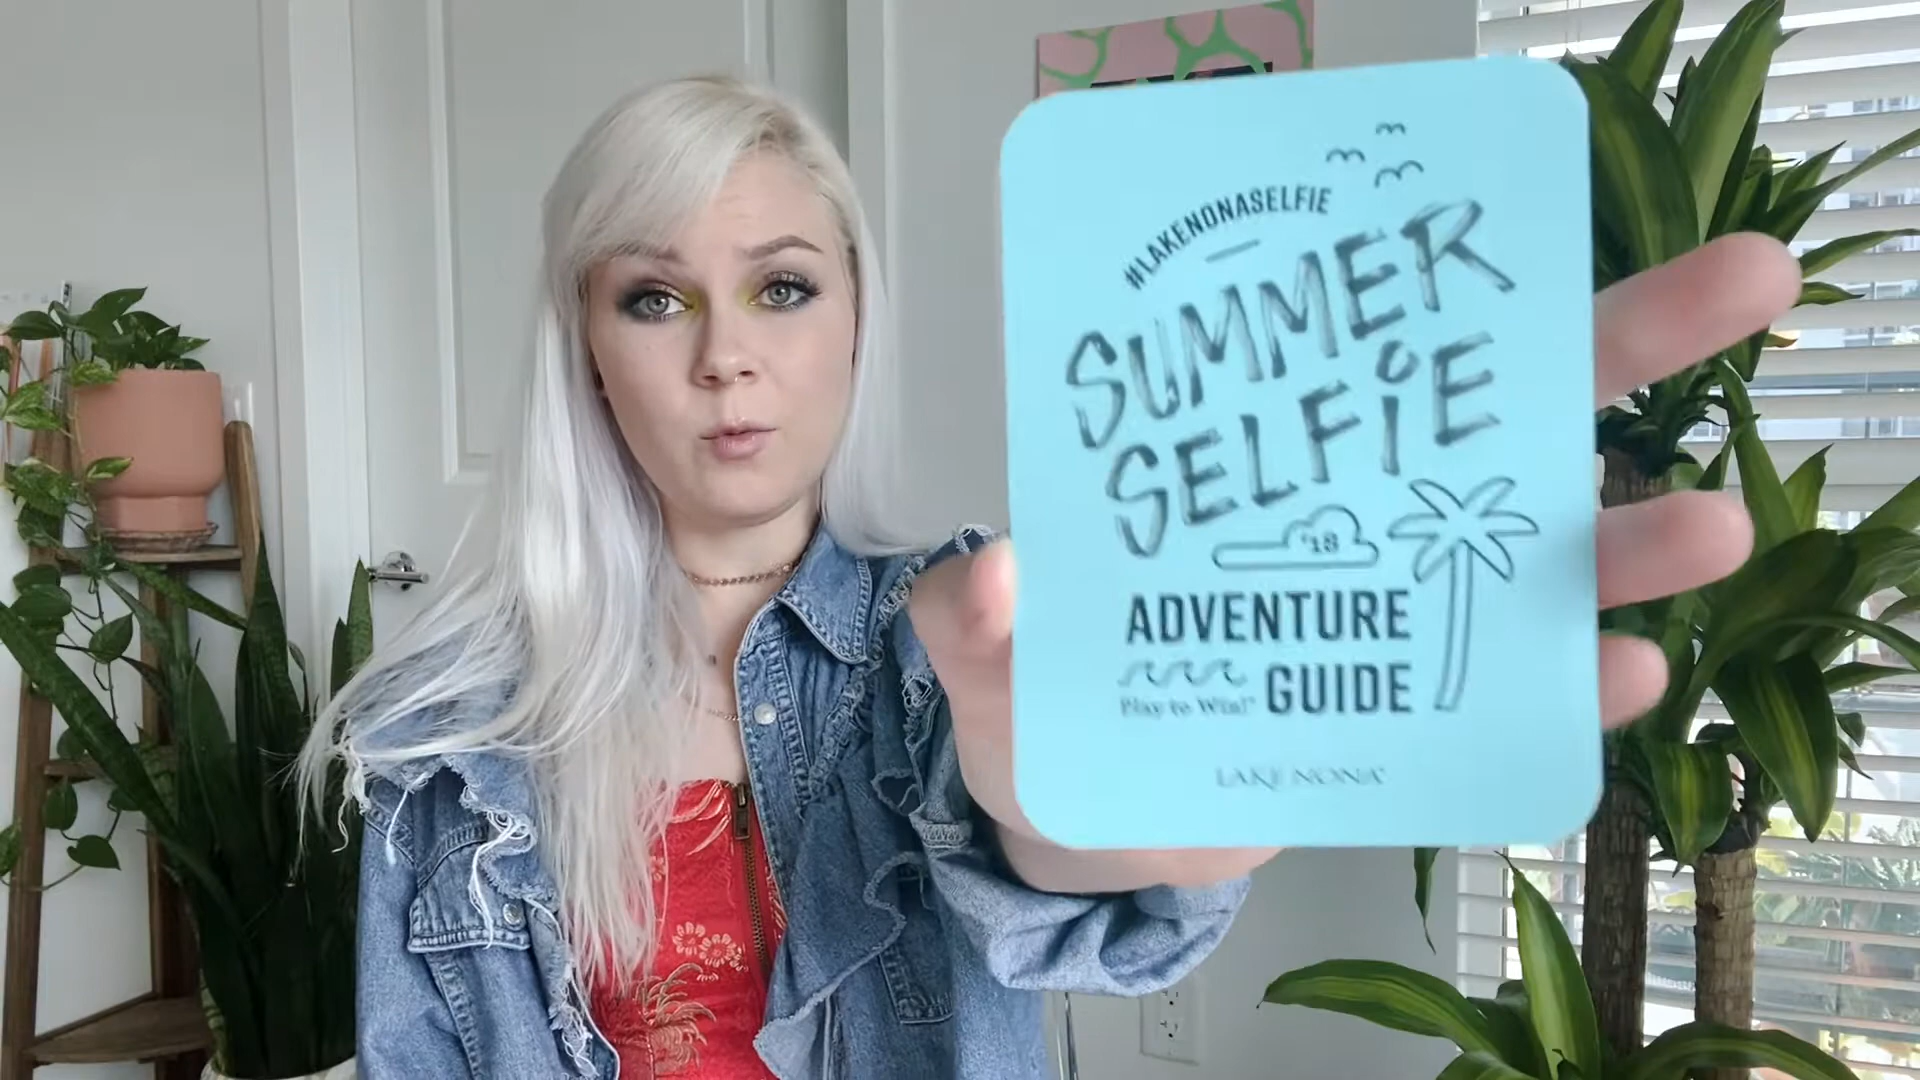 #LAKENONASELFIE
SUMMER
SELFiE
'18
ADVENTURE
GUIDE
Play to Win!*
LAKE NONA®